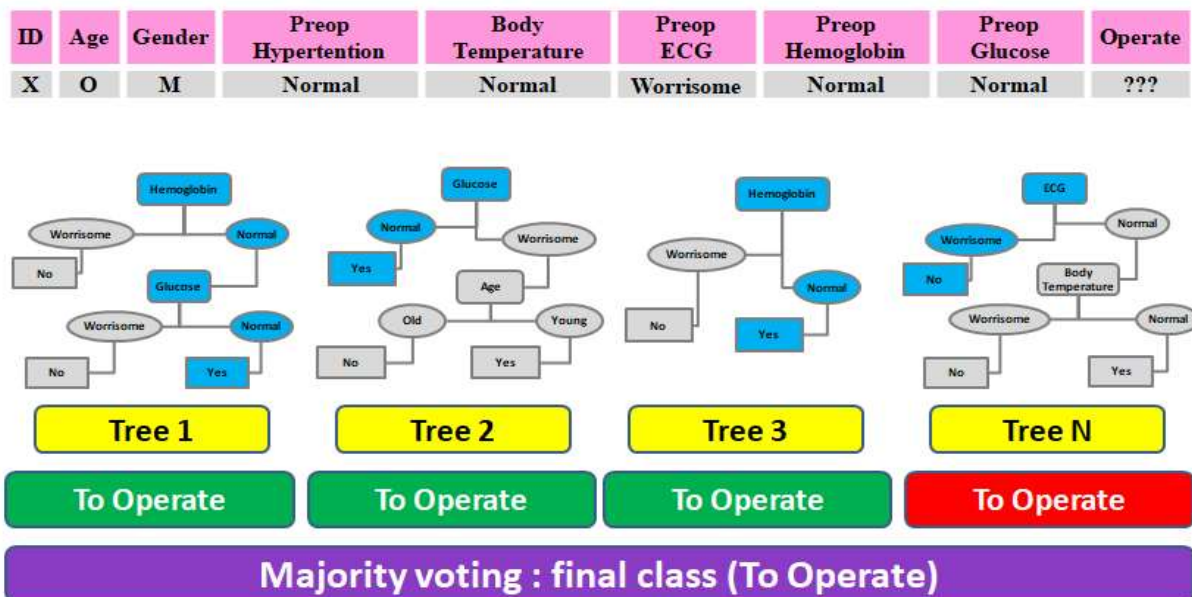 ID Age Gender Preop Hypertention Body Temperature Preop ECG Preop Hemoglobin Preop Glucose Operate
X O M Normal Normal Worrisome Normal Normal ???
Hemoglobin
Worrisome Normal
No
Glucose
Worrisome Normal
No Yes
Glucose
Normal Worrisome
Yes
Age
Old Young
No Yes
Hemoglobin
Worrisome
Normal
No Yes
ECG
Normal
Worrisome
No
Body Temperature
Worrisome Normal
No Yes
Tree 1 Tree 2 Tree 3 Tree N
To Operate To Operate To Operate To Operate
Majority voting : final class (To Operate)